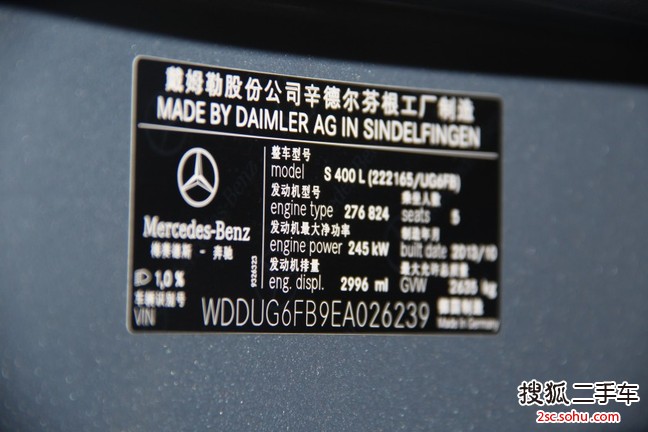 戴姆勒股份公司辛德尔芬根工厂制造
MADE BY DAIMLER AG IN SINDELFINGEN
Mercedes-Benz
梅赛德斯 - 奔驰
1,0%
整车型号
model S 400 L (222165/UG6FB)
发动机型号 乘坐人数
engine type 276 824 seats 5
发动机最大净功率 制造年月
engine power 245 kW built date 2013/10
发动机排量 最大允许总质量
eng. displ. 2996 ml GVW 2635 kg
车辆识别号 德国制造
VIN WDDUG6FB9EA026239 Made in Germany
搜狐二手车
2sc.sohu.com